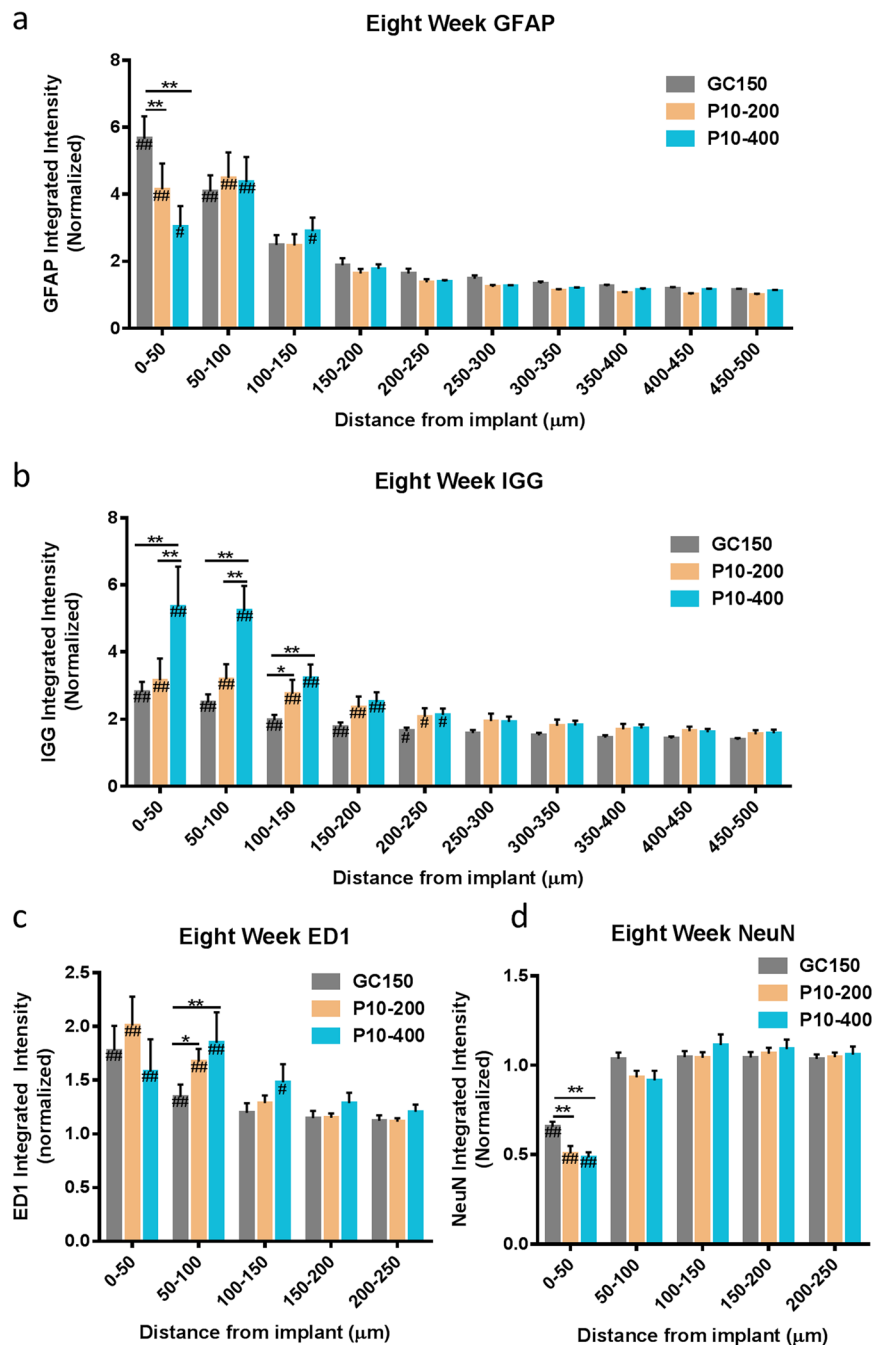 a
Eight Week GFAP
GFAP Integrated Intensity
(Normalized)
8
6
4
2
0
** 
**
## ## #
## ## ##
#
GC150
P10-200
P10-400
0-50 50-100 100-150 150-200 200-250 250-300 300-350 350-400 400-450 450-500
Distance from implant (μm)
b
Eight Week IGG
IGG Integrated Intensity
(Normalized)
8
6
4
2
0
**
**
**
**
**
*
## ## ##
## ## ##
## ## ##
## ## ##
# # #
GC150
P10-200
P10-400
0-50 50-100 100-150 150-200 200-250 250-300 300-350 350-400 400-450 450-500
Distance from implant (μm)
c
Eight Week ED1
ED1 Integrated Intensity
(normalized)
2.5
2.0
1.5
1.0
0.5
0.0
**
*
## ## ##
## ## ##
#
GC150
P10-200
P10-400
0-50 50-100 100-150 150-200 200-250
Distance from implant (μm)
d
Eight Week NeuN
NeuN Integrated Intensity
(Normalized)
1.5
1.0
0.5
0.0
**
**
## ## ##
GC150
P10-200
P10-400
0-50 50-100 100-150 150-200 200-250
Distance from implant (μm)